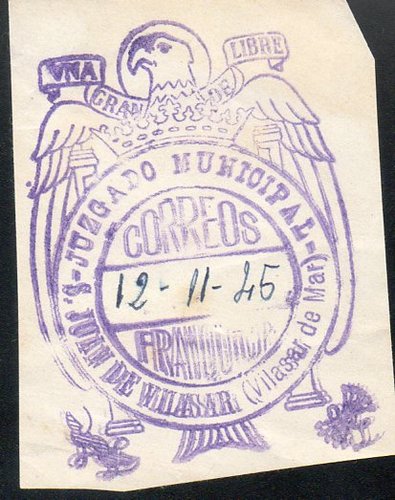 UNA GRANDE LIBRE
JUZGADO MUNICIPAL
S. JUAN DE VILASAR (Vilasar de Mar)
CORREOS
12-11-45
FRANQUICIA